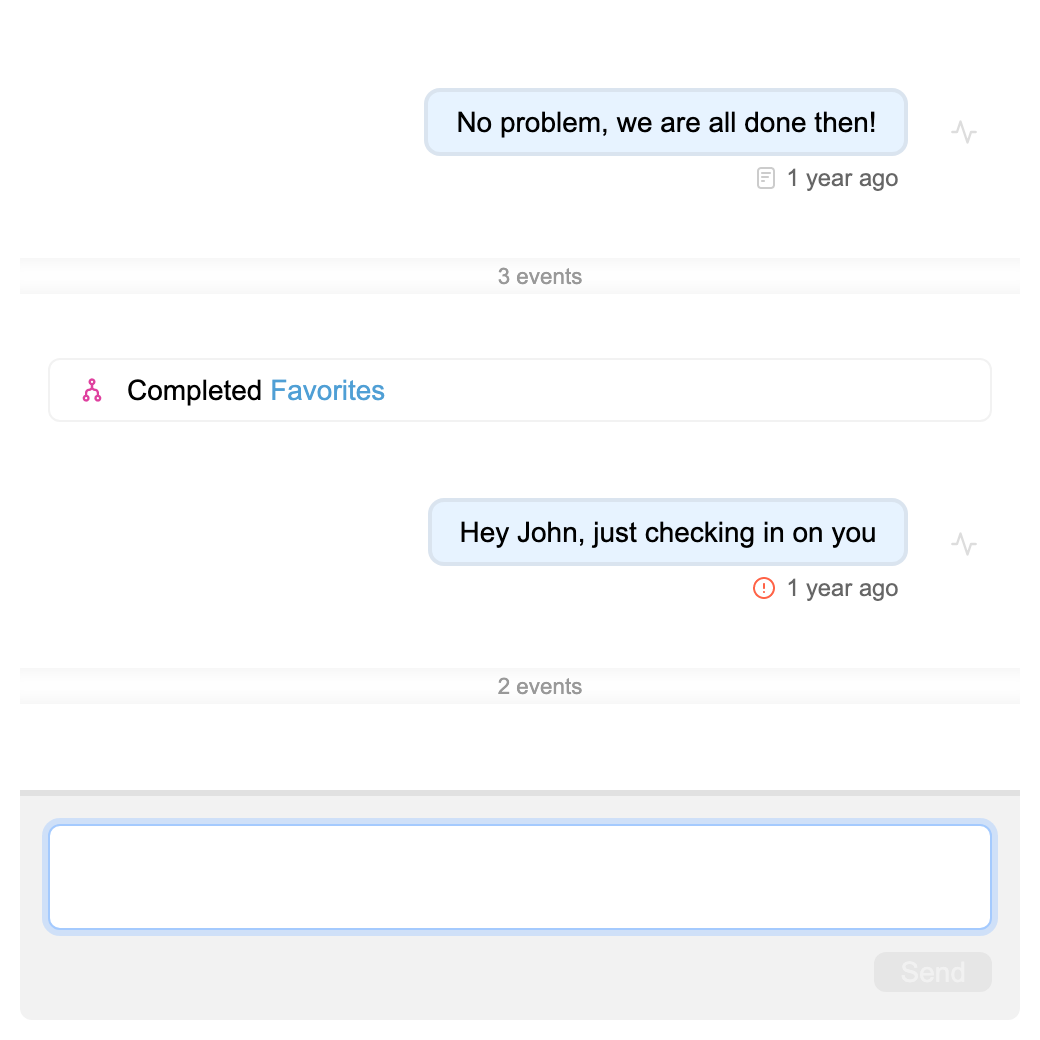 No problem, we are all done then!
1 year ago
3 events
Completed Favorites
Hey John, just checking in on you
1 year ago
2 events
Send